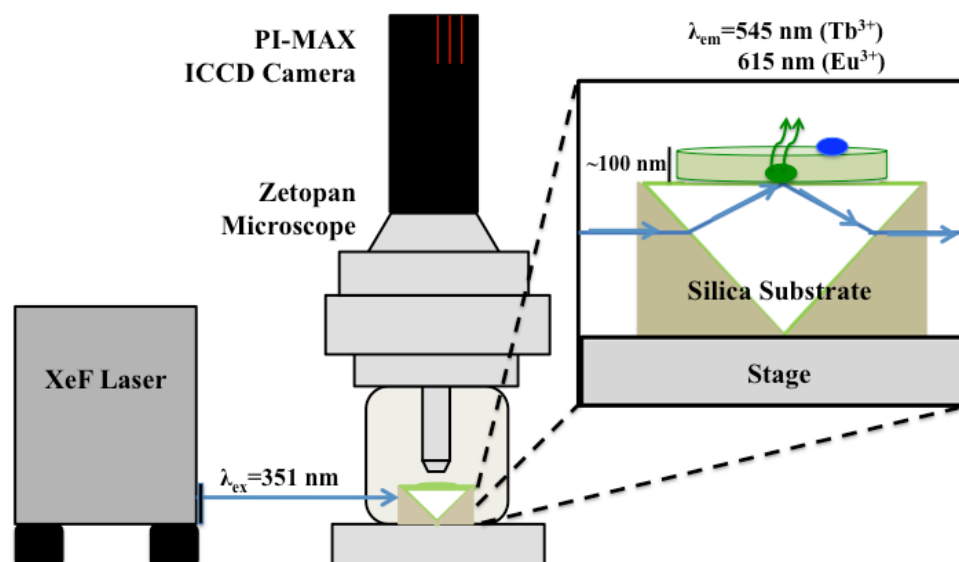 PI-MAX
ICCD Camera
Zetopan
Microscope
XeF Laser
λex=351 nm
λem=545 nm (Tb³⁺)
615 nm (Eu³⁺)
~100 nm
Silica Substrate
Stage